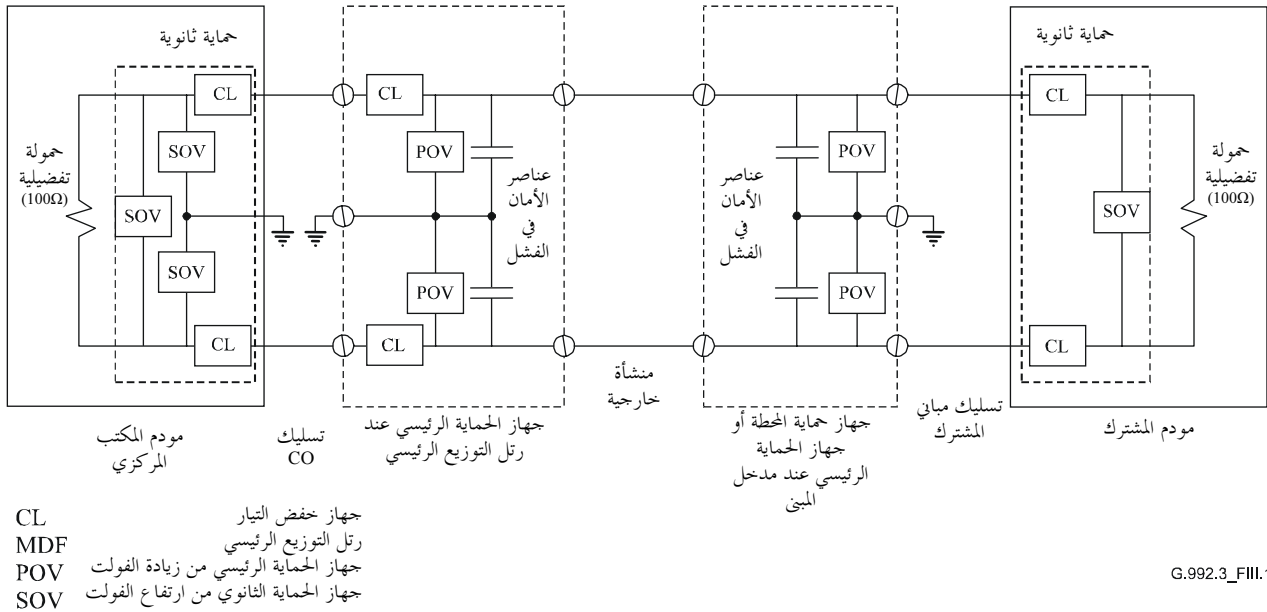 حماية ثانوية
حماية ثانوية
CL
CL
CL
حمولة
تفضيلية
(100Ω)
SOV
SOV
SOV
POV
POV
عناصر
الأمان
في
الفشل
عناصر
الأمان
في
الفشل
POV
POV
SOV
حمولة
تفضيلية
(100Ω)
CL
CL
CL
مودم المكتب
المركزي
تسليك
CO
جهاز الحماية الرئيسي عند
رتل التوزيع الرئيسي
منشأة
خارجية
جهاز حماية المحطة أو
جهاز الحماية
الرئيسي عند مدخل
المبنى
تسليك مباني
المشترك
مودم المشترك
CL جهاز خفض التيار
MDF رتل التوزيع الرئيسي
POV جهاز الحماية الرئيسي من زيادة الفولت
SOV جهاز الحماية الثانوي من ارتفاع الفولت
G.992.3_FIII.1